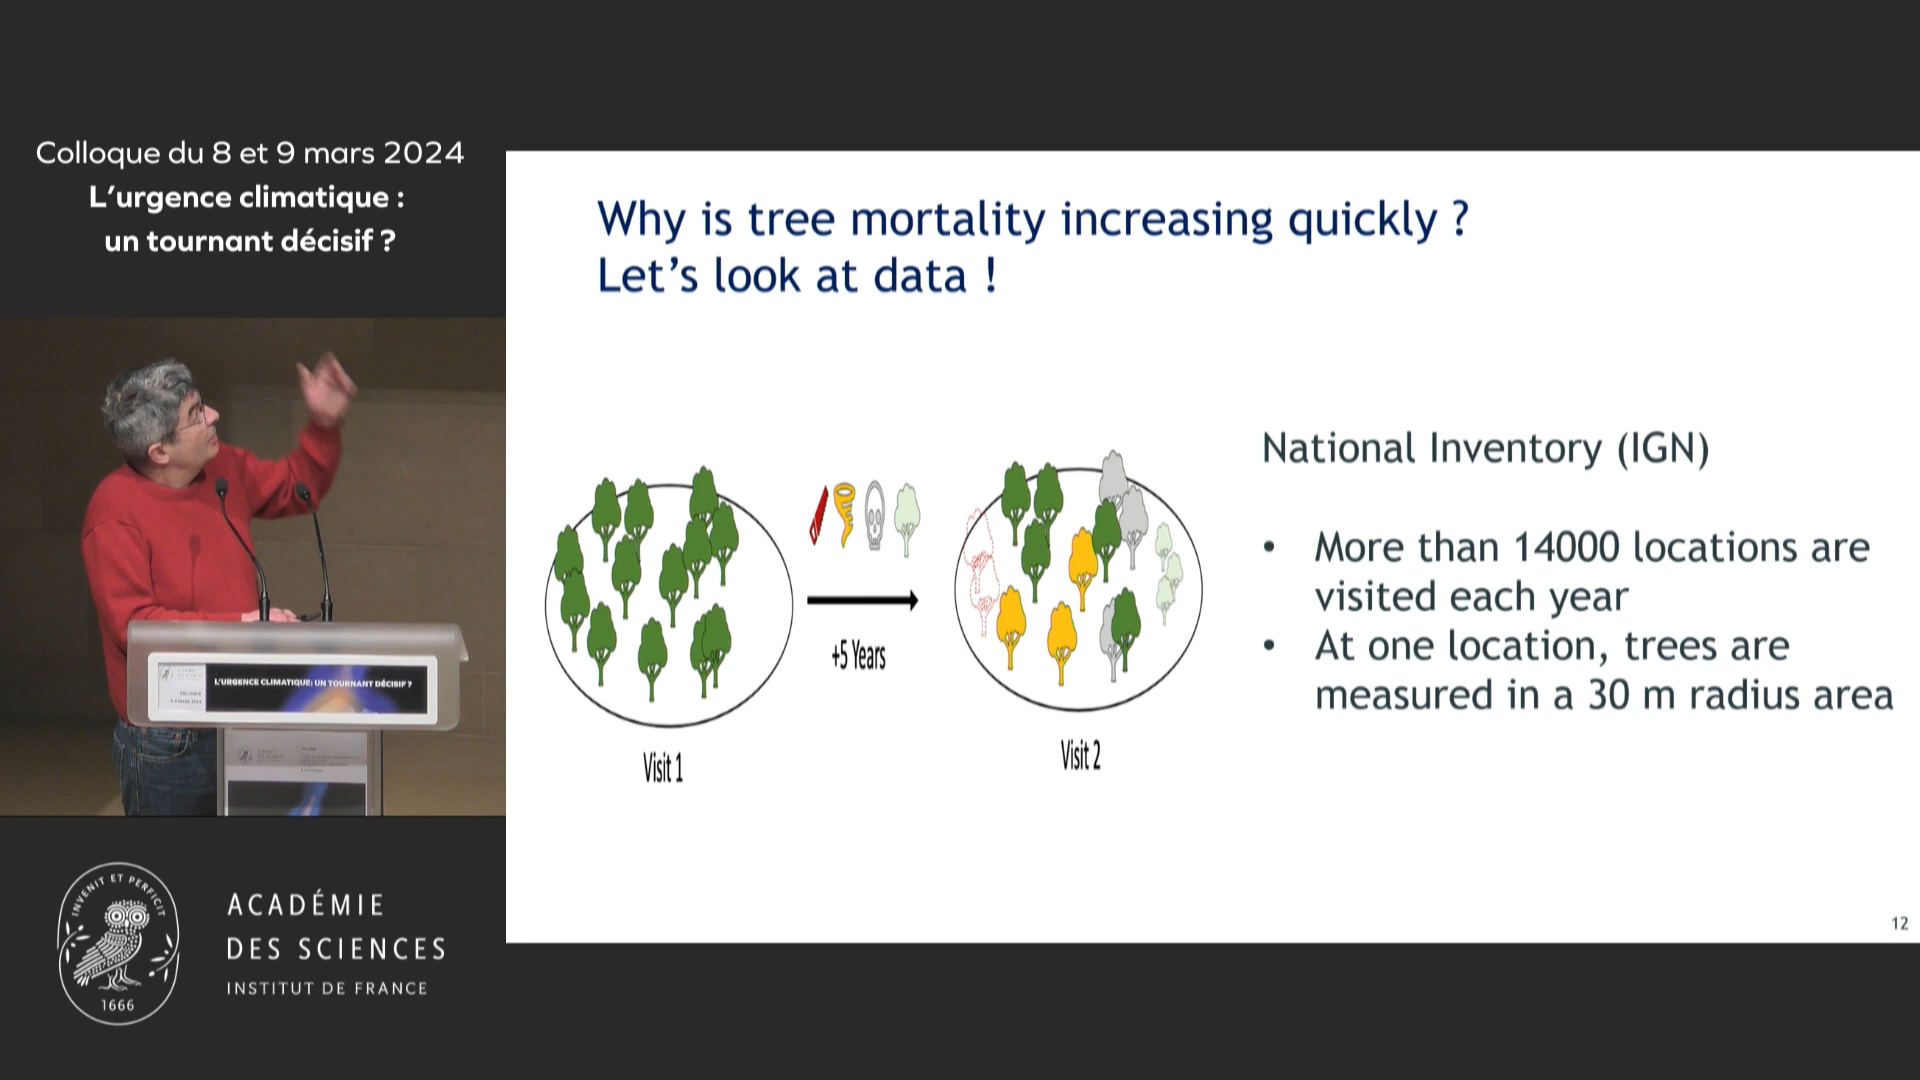 Colloque du 8 et 9 mars 2024
L'urgence climatique :
un tournant décisif ?
Why is tree mortality increasing quickly ?
Let's look at data !
+5 Years
Visit 1
Visit 2
National Inventory (IGN)
• More than 14000 locations are
visited each year
• At one location, trees are
measured in a 30 m radius area
12
L'URGENCE CLIMATIQUE: UN TOURNANT DÉCISIF ?
INVENIT ET PERFICIT
1666
ACADÉMIE
DES SCIENCES
INSTITUT DE FRANCE